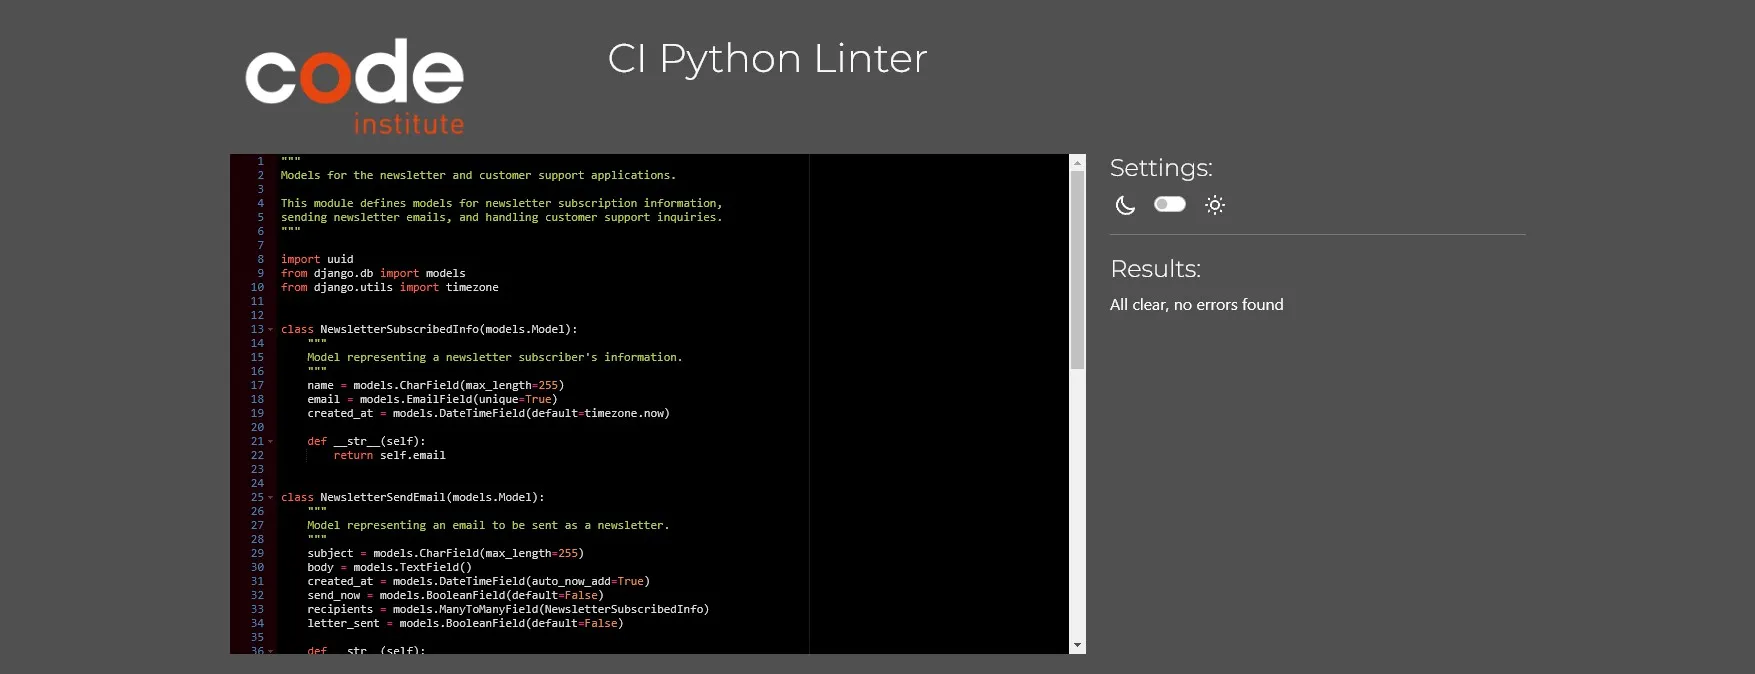 code
institute
CI Python Linter
1 """
2 Models for the newsletter and customer support applications.
3
4 This module defines models for newsletter subscription information,
5 sending newsletter emails, and handling customer support inquiries.
6 """
7
8 import uuid
9 from django.db import models
10 from django.utils import timezone
11
12
13 class NewsletterSubscribedInfo(models.Model):
14     """
15     Model representing a newsletter subscriber's information.
16     """
17     name = models.CharField(max_length=255)
18     email = models.EmailField(unique=True)
19     created_at = models.DateTimeField(default=timezone.now)
20
21     def __str__(self):
22         return self.email
23
24
25 class NewsletterSendEmail(models.Model):
26     """
27     Model representing an email to be sent as a newsletter.
28     """
29     subject = models.CharField(max_length=255)
30     body = models.TextField()
31     created_at = models.DateTimeField(auto_now_add=True)
32     send_now = models.BooleanField(default=False)
33     recipients = models.ManyToManyField(NewsletterSubscribedInfo)
34     letter_sent = models.BooleanField(default=False)
35
36     def __str__(self):
Settings:
Results:
All clear, no errors found